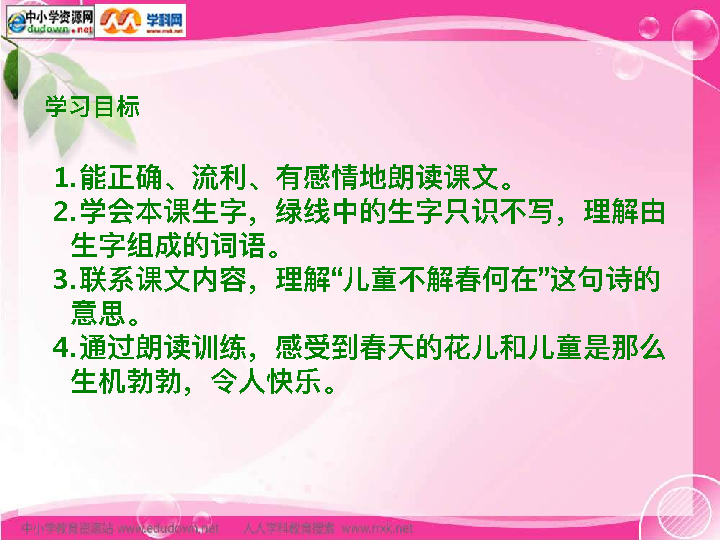 中小学资源网
dudown.net
学科网
www.nxk.net
学习目标
1.能正确、流利、有感情地朗读课文。
2.学会本课生字，绿线中的生字只识不写，理解由
生字组成的词语。
3.联系课文内容，理解“儿童不解春何在”这句诗的
意思。
4.通过朗读训练，感受到春天的花儿和儿童是那么
生机勃勃，令人快乐。
中小学教育资源站 www.edudown.net 人人学科教育搜索 www.rrxk.net